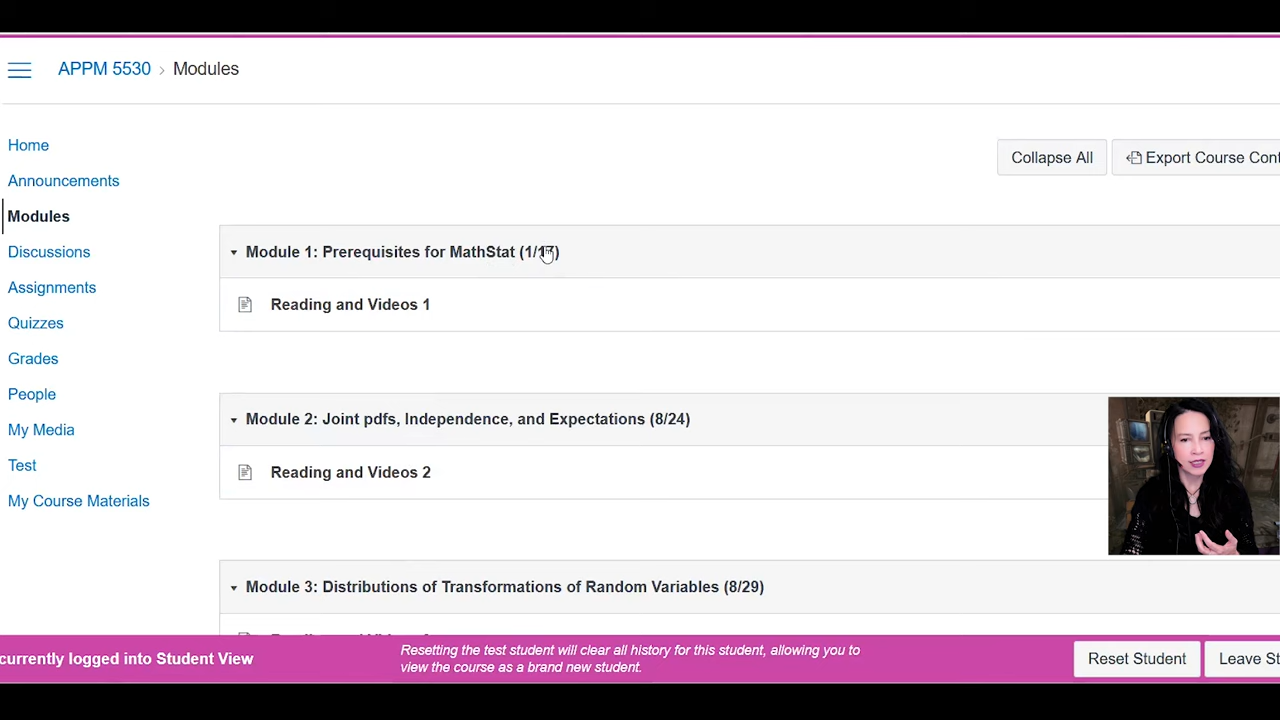 APPM 5530 › Modules
Home
Announcements
Modules
Discussions
Assignments
Quizzes
Grades
People
My Media
Test
My Course Materials
Collapse All
Export Course Cont
Module 1: Prerequisites for MathStat (1/17)
Reading and Videos 1
Module 2: Joint pdfs, Independence, and Expectations (8/24)
Reading and Videos 2
Module 3: Distributions of Transformations of Random Variables (8/29)
currently logged into Student View
Resetting the test student will clear all history for this student, allowing you to
view the course as a brand new student.
Reset Student
Leave St